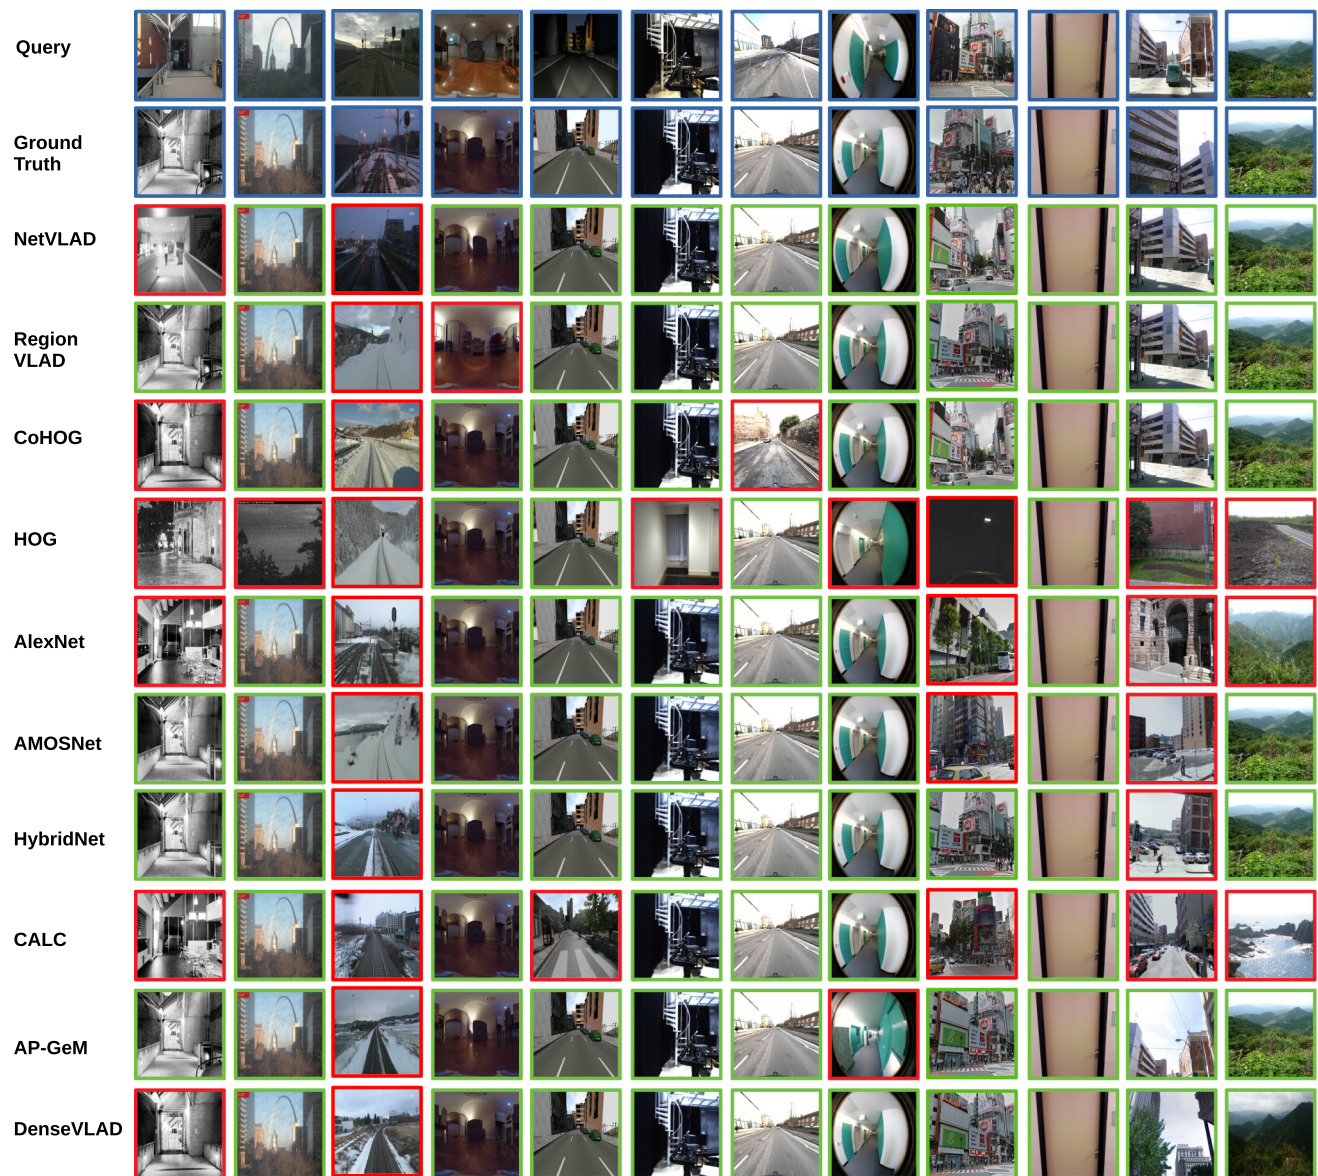 Query
Ground
Truth
NetVLAD
Region
VLAD
CoHOG
HOG
AlexNet
AMOSNet
HybridNet
CALC
AP-GeM
DenseVLAD